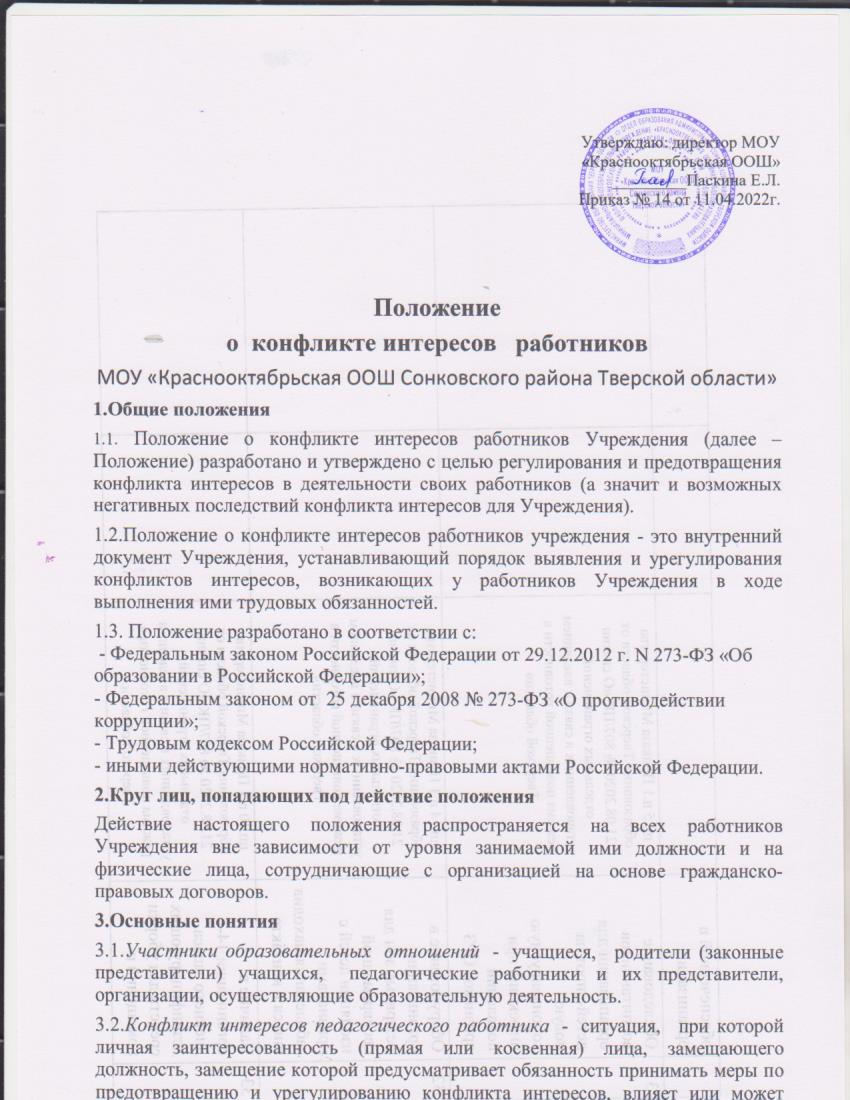 Утверждаю: директор МОУ
«Краснооктябрьская ООШ»
Паскина Е.Л.
Приказ № 14 от 11.04.2022г.
Положение
о конфликте интересов работников
МОУ «Краснооктябрьская ООШ Сонковского района Тверской области»
1.Общие положения
1.1. Положение о конфликте интересов работников Учреждения (далее –
Положение) разработано и утверждено с целью регулирования и предотвращения
конфликта интересов в деятельности своих работников (а значит и возможных
негативных последствий конфликта интересов для Учреждения).
1.2.Положение о конфликте интересов работников учреждения - это внутренний
документ Учреждения, устанавливающий порядок выявления и урегулирования
конфликтов интересов, возникающих у работников Учреждения в ходе
выполнения ими трудовых обязанностей.
1.3. Положение разработано в соответствии с:
- Федеральным законом Российской Федерации от 29.12.2012 г. N 273-ФЗ «Об
образовании в Российской Федерации»;
- Федеральным законом от 25 декабря 2008 № 273-ФЗ «О противодействии
коррупции»;
- Трудовым кодексом Российской Федерации;
- иными действующими нормативно-правовыми актами Российской Федерации.
2.Круг лиц, попадающих под действие положения
Действие настоящего положения распространяется на всех работников
Учреждения вне зависимости от уровня занимаемой ими должности и на
физические лица, сотрудничающие с организацией на основе гражданско-
правовых договоров.
3.Основные понятия
3.1.Участники образовательных отношений - учащиеся, родители (законные
представители) учащихся, педагогические работники и их представители,
организации, осуществляющие образовательную деятельность.
3.2.Конфликт интересов педагогического работника - ситуация, при которой
личная заинтересованность (прямая или косвенная) лица, замещающего
должность, замещение которой предусматривает обязанность принимать меры по
предотвращению и урегулированию конфликта интересов, влияет или может